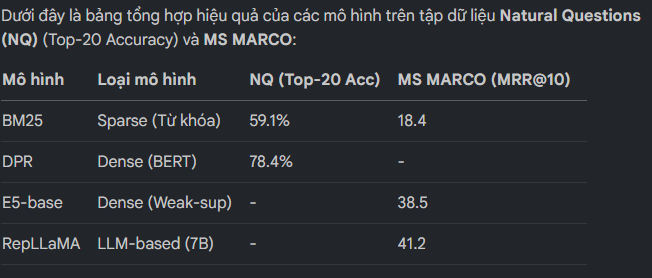 Dưới đây là bảng tổng hợp hiệu quả của các mô hình trên tập dữ liệu Natural Questions
(NQ) (Top-20 Accuracy) và MS MARCO:
Mô hình Loại mô hình NQ (Top-20 Acc) MS MARCO (MRR@10)
BM25 Sparse (Từ khóa) 59.1% 18.4
DPR Dense (BERT) 78.4% -
E5-base Dense (Weak-sup) - 38.5
RepLLaMA LLM-based (7B) - 41.2